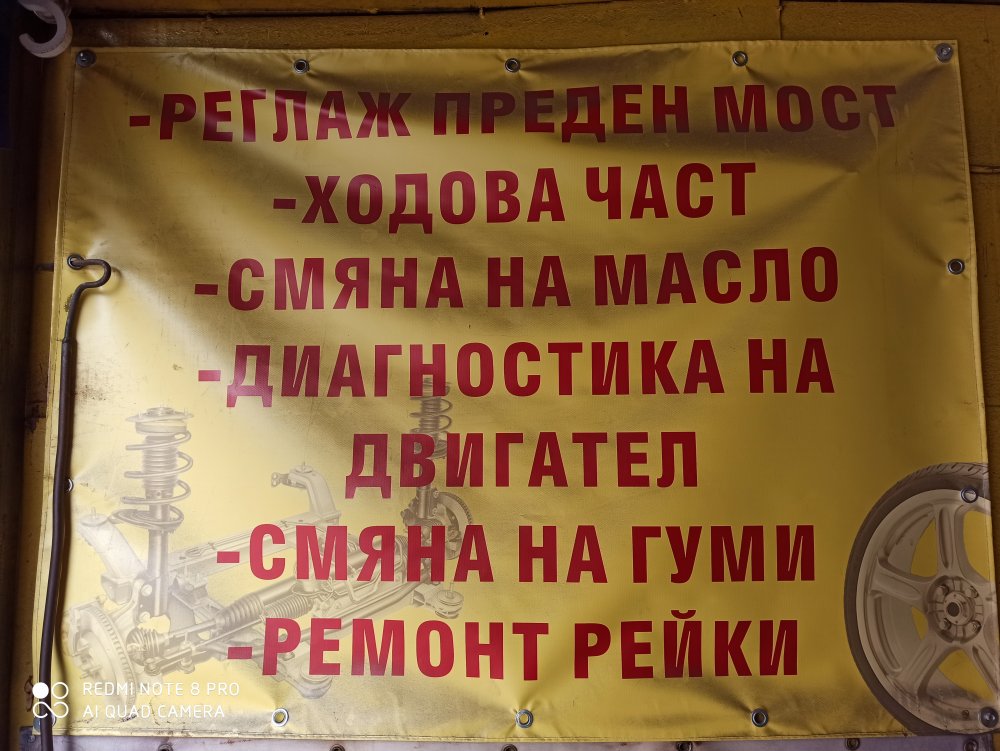 -РЕГЛАЖ ПРЕДЕН МОСТ
-ХОДОВА ЧАСТ
-СМЯНА НА МАСЛО
-ДИАГНОСТИКА НА
ДВИГАТЕЛ
-СМЯНА НА ГУМИ
-РЕМОНТ РЕЙКИ
REDMI NOTE 8 PRO
AI QUAD CAMERA